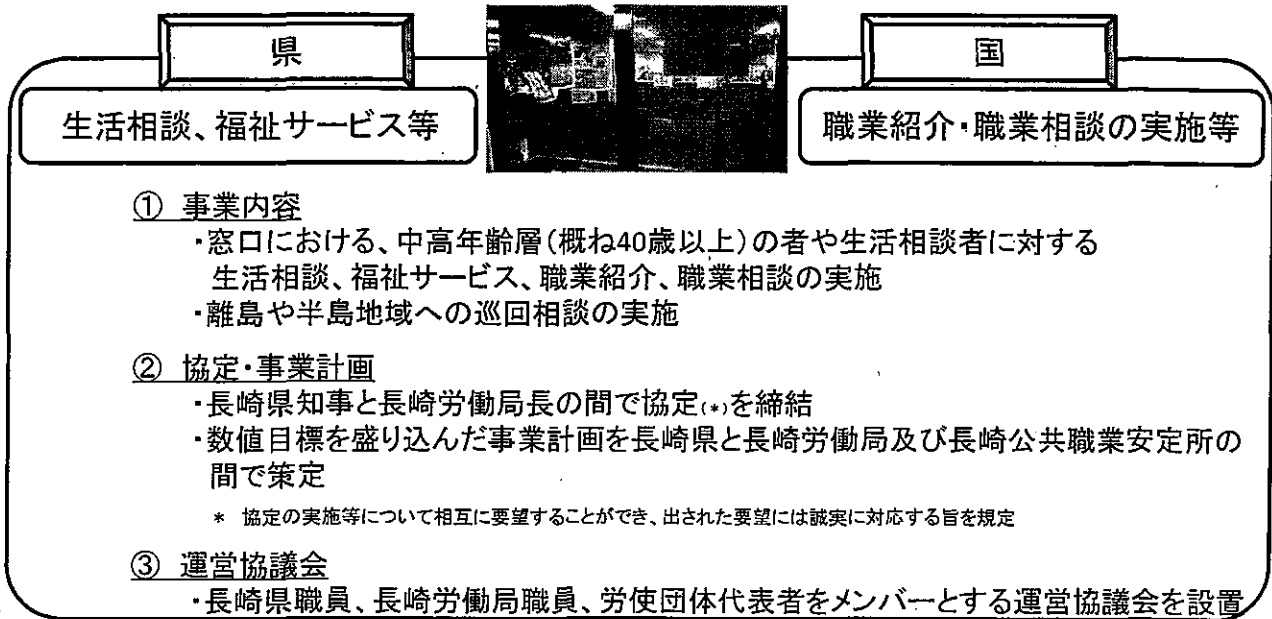 県
国
生活相談、福祉サービス等
職業紹介・職業相談の実施等
① 事業内容
・窓口における、中高年齢層(概ね40歳以上)の者や生活相談者に対する
生活相談、福祉サービス、職業紹介、職業相談の実施
・離島や半島地域への巡回相談の実施
② 協定・事業計画
・長崎県知事と長崎労働局長の間で協定(*)を締結
・数値目標を盛り込んだ事業計画を長崎県と長崎労働局及び長崎公共職業安定所の
間で策定
* 協定の実施等について相互に要望することができ、出された要望には誠実に対応する旨を規定
③ 運営協議会
・長崎県職員、長崎労働局職員、労使団体代表者をメンバーとする運営協議会を設置